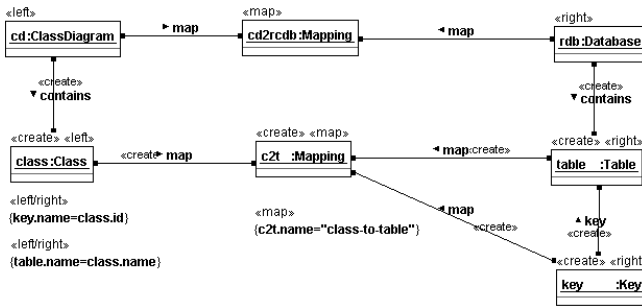 «left»
cd:ClassDiagram
► map
«map»
cd2rcdb:Mapping
◄ map
«right»
rdb:Database
«create»
▼ contains
«create»
▼ contains
«create» «left»
class:Class
«create► map
«create» «map»
c2t :Mapping
◄ map«create»
«create» «right»
table :Table
«left/right»
{key.name=class.id}
«map»
{c2t.name="class-to-table"}
◄ map
«create»
▲ key
«create»
«left/right»
{table.name=class.name}
«create» «right»
key :Key